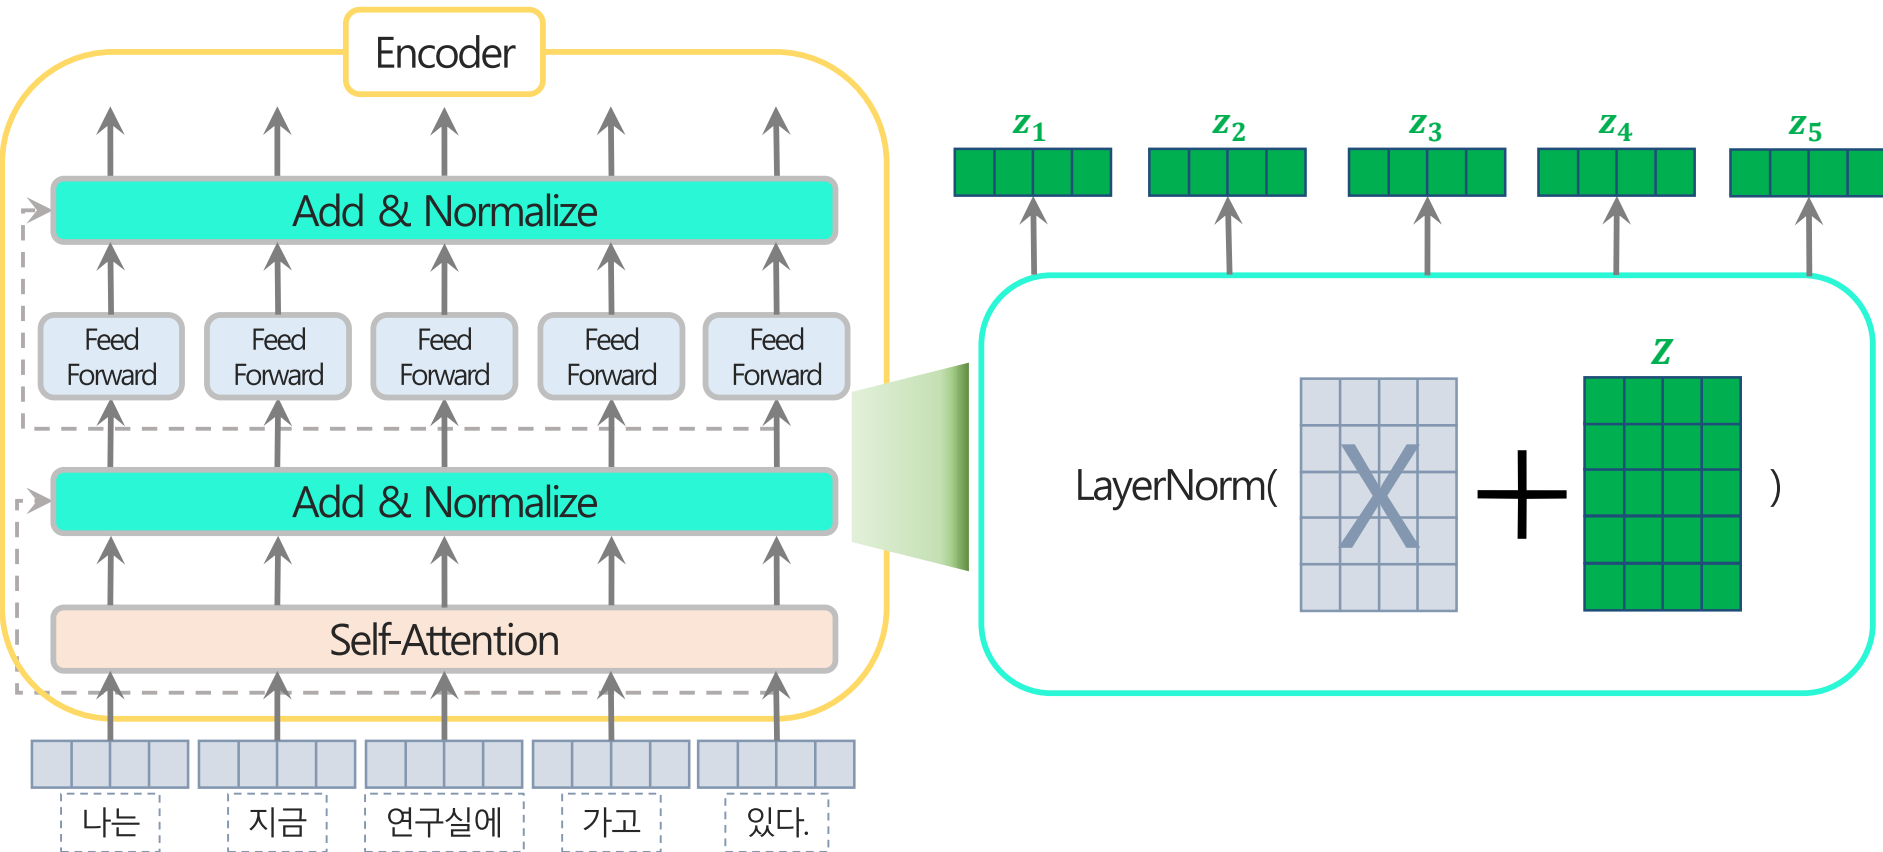 Encoder
Add & Normalize
Feed Forward
Feed Forward
Feed Forward
Feed Forward
Feed Forward
Add & Normalize
Self-Attention
나는
지금
연구실에
가고
있다.
z1 z2 z3 z4 z5
Z
LayerNorm( X + )